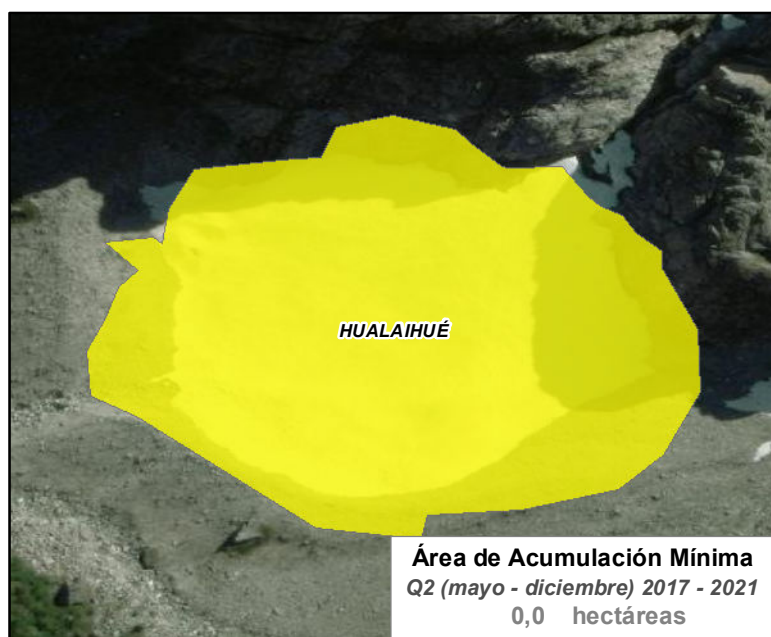 HUALAIHUÉ
Área de Acumulación Mínima
Q2 (mayo - diciembre) 2017 - 2021
0,0 hectáreas